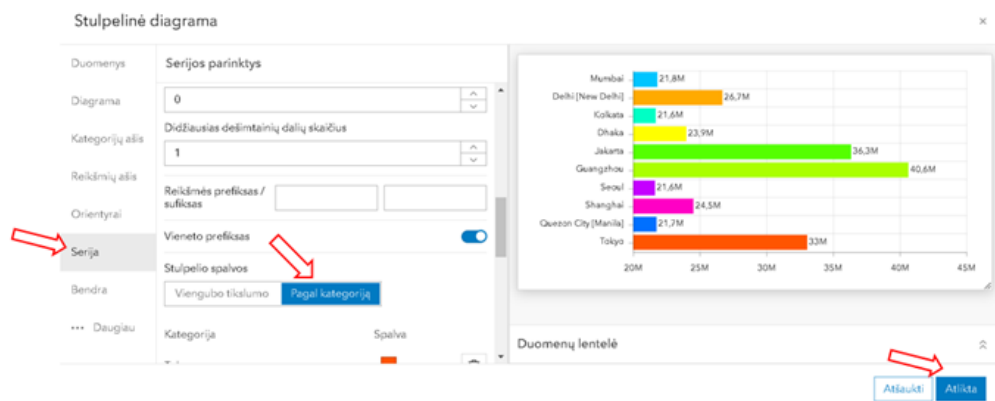 Stulpelinė diagrama
×
Duomenys
Diagrama
Kategorijų ašis
Reikšmių ašis
Orientyrai
Serija
Bendra
••• Daugiau
Serijos parinktys
0
Didžiausias dešimtainių dalių skaičius
1
Reikšmės prefiksas /
sufiksas
Vieneto prefiksas
Stulpelio spalvos
Viengubo tikslumo Pagal kategoriją
Kategorija Spalva
Mumbai 21,8M
Delhi [New Delhi] 26,7M
Kolkata 21,6M
Dhaka 23,9M
Jakarta 36,3M
Guangzhou 40,6M
Seoul 21,6M
Shanghai 24,5M
Quezon City [Manila] 21,7M
Tokyo 33M
20M 25M 30M 35M 40M 45M
Duomenų lentelė
Atšaukti Atlikta